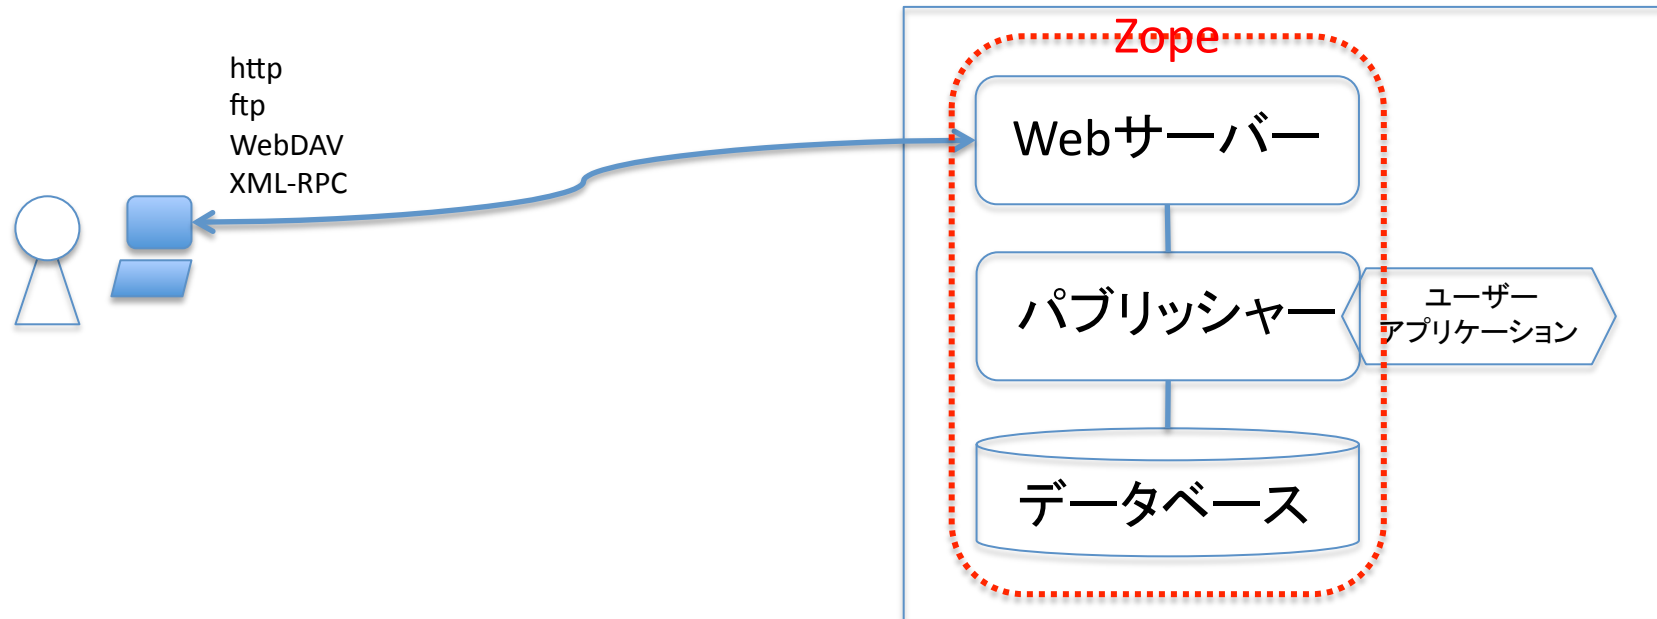 http
ftp
WebDAV
XML-RPC
Zope
Webサーバー
パブリッシャー
ユーザー
アプリケーション
データベース